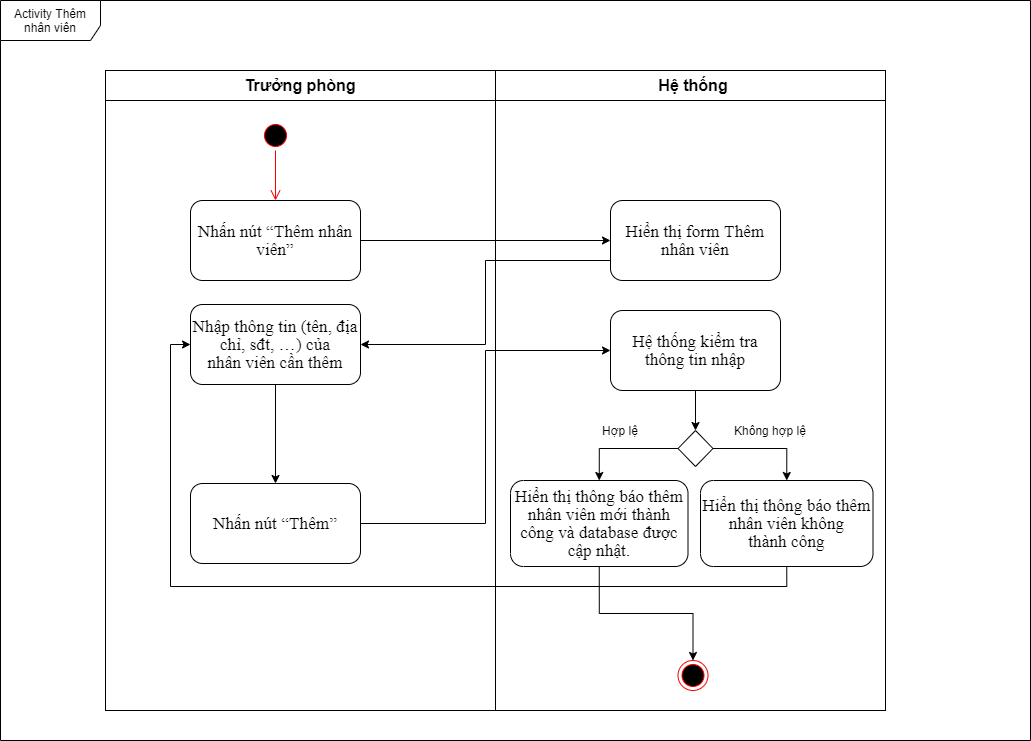 Activity Thêm
nhân viên
Trưởng phòng
Hệ thống
Nhấn nút “Thêm nhân
viên”
Hiển thị form Thêm
nhân viên
Nhập thông tin (tên, địa
chỉ, sđt, …) của
nhân viên cần thêm
Hệ thống kiểm tra
thông tin nhập
Hợp lệ
Không hợp lệ
Nhấn nút “Thêm”
Hiển thị thông báo thêm
nhân viên mới thành
công và database được
cập nhật.
Hiển thị thông báo thêm
nhân viên không
thành công